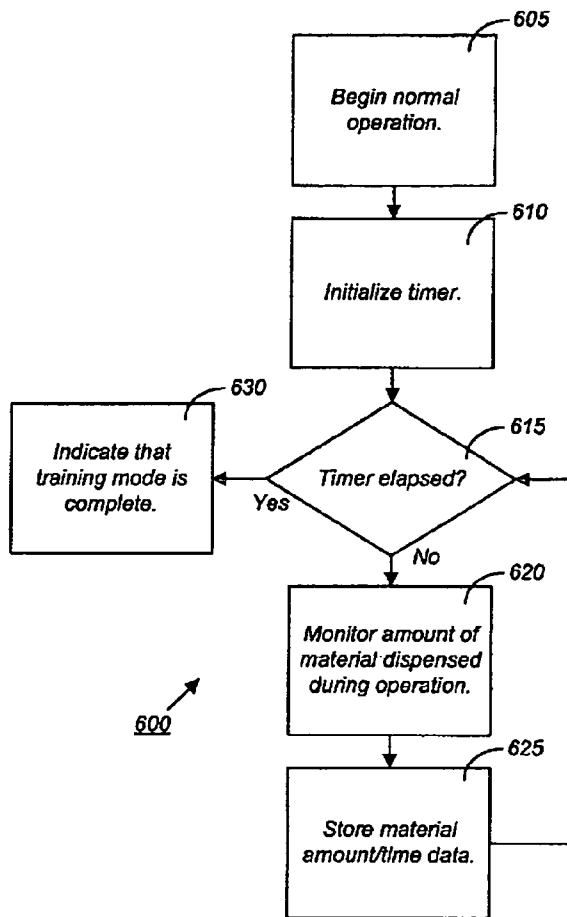 605
Begin normal
operation.
610
Initialize timer.
630
Indicate that
training mode is
complete.
615
Timer elapsed?
Yes
No
620
Monitor amount of
material dispensed
during operation.
600
625
Store material
amount/time data.